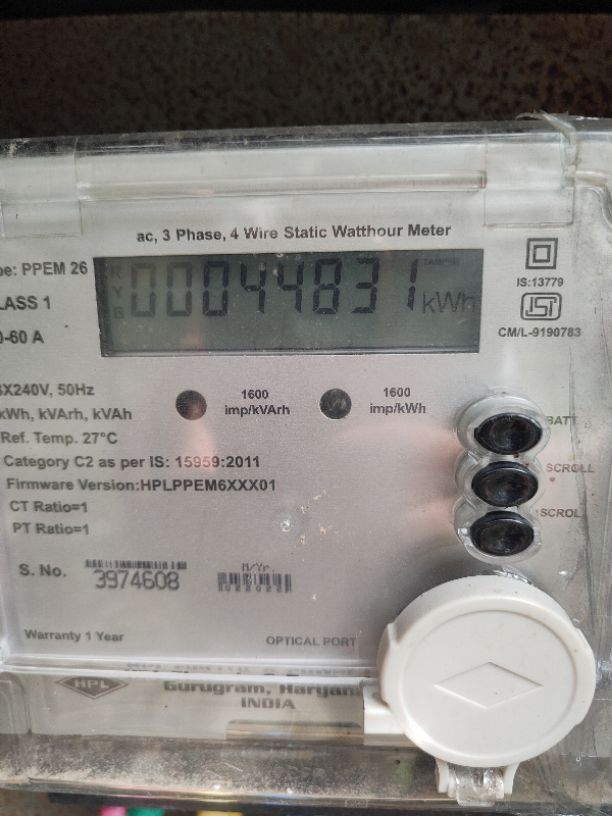 ac, 3 Phase, 4 Wire Static Watthour Meter
pe: PPEM 26
LASS 1
0-60 A
R
Y
B
00044831 kWh
IS:13779
ISI
CM/L-9190783
3X240V, 50Hz
kWh, kVArh, kVAh
Ref. Temp. 27°C
1600
imp/kVArh
1600
imp/kWh
BATT
SCROLL
SCROLL
Category C2 as per IS: 15959:2011
Firmware Version:HPLPPEM6XXX01
CT Ratio=1
PT Ratio=1
S. No.
3974608
M/Yr.
Warranty 1 Year
OPTICAL PORT
HPL
Gurugram, Haryan
INDIA